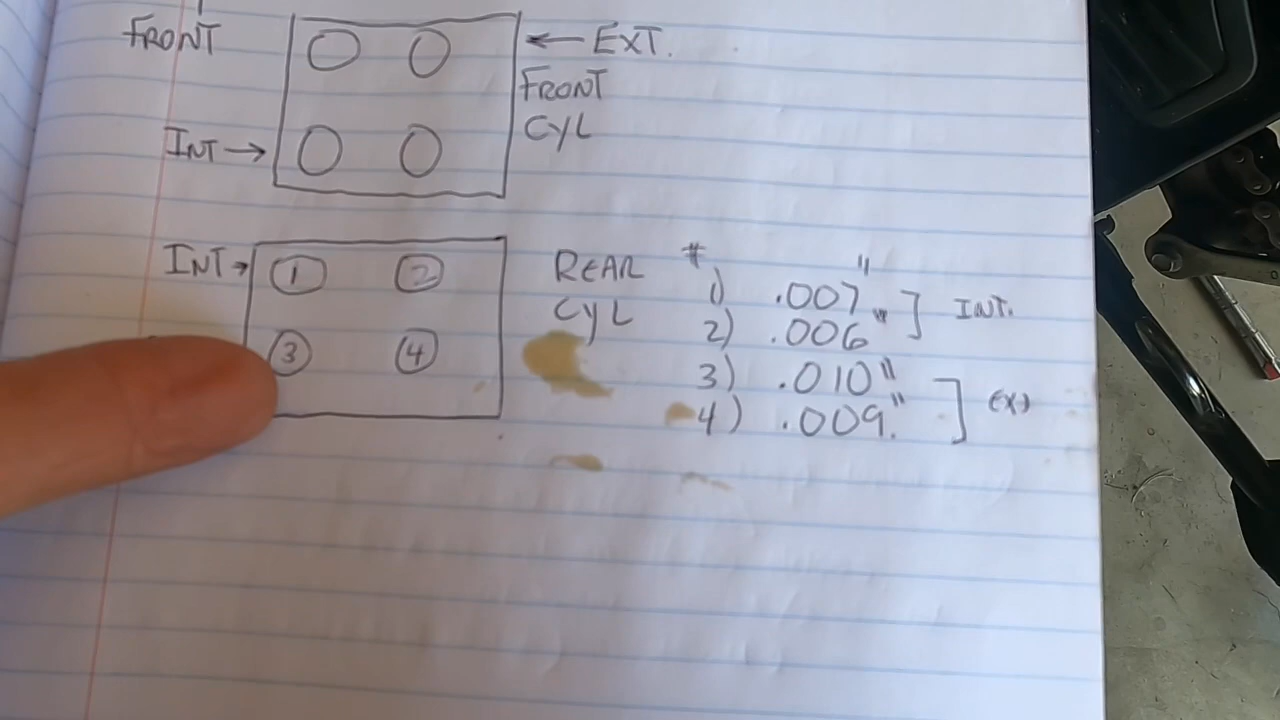 FRONT
← EXT.
FRONT
CYL
INT →
INT →
① ②
③ ④
REAR
CYL
#
1) .007" ] INT.
2) .006"
3) .010" ] EX
4) .009."